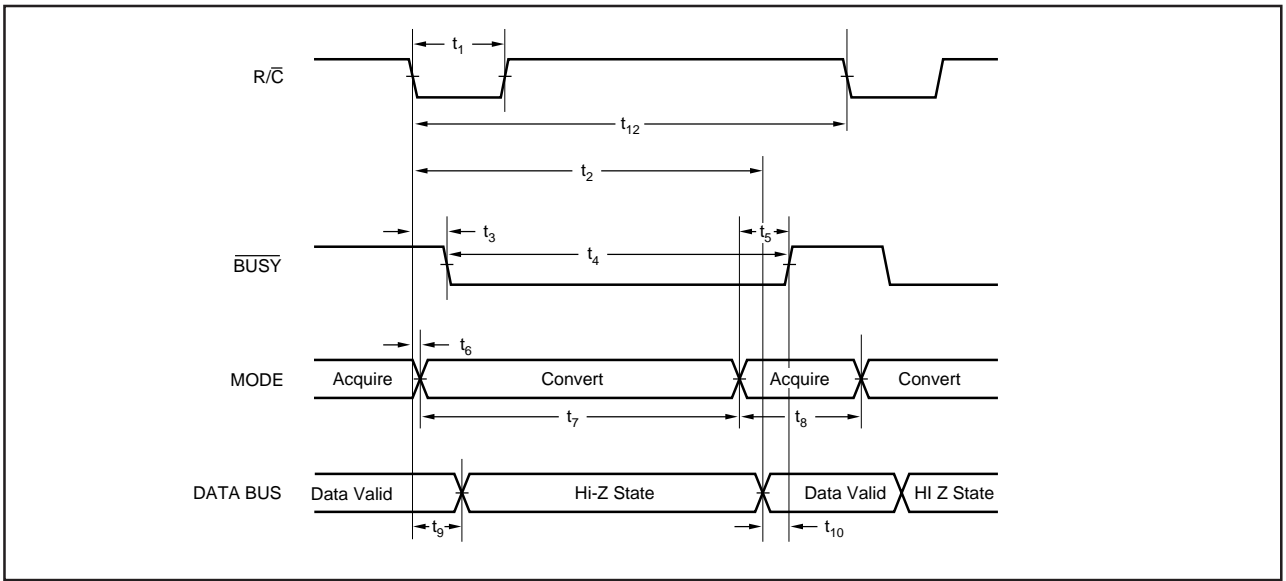 t₁
R/C̅
t₁₂
t₂
t₃
t₅
B̅U̅S̅Y̅
t₄
t₆
MODE
Acquire
Convert
Acquire
Convert
t₇
t₈
DATA BUS
Data Valid
Hi-Z State
Data Valid
HI Z State
t₉
t₁₀